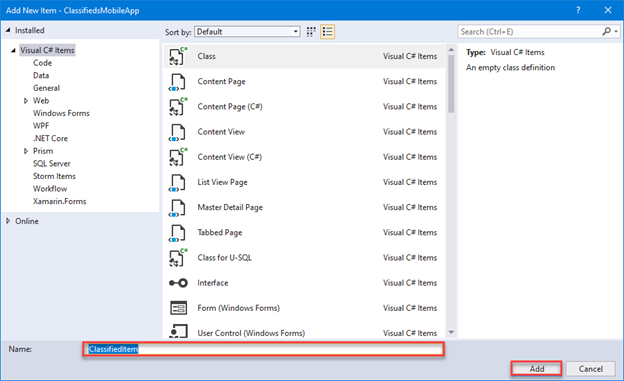 Add New Item - ClassifiedsMobileApp ? ×
Installed
Sort by: Default
Search (Ctrl+E)
Visual C# Items
Code
Data
General
Web
Windows Forms
WPF
.NET Core
Prism
SQL Server
Storm Items
Workflow
Xamarin.Forms
Online
Class Visual C# Items
Content Page Visual C# Items
Content Page (C#) Visual C# Items
Content View Visual C# Items
Content View (C#) Visual C# Items
List View Page Visual C# Items
Master Detail Page Visual C# Items
Tabbed Page Visual C# Items
Class for U-SQL Visual C# Items
Interface Visual C# Items
Form (Windows Forms) Visual C# Items
User Control (Windows Forms) Visual C# Items
Type: Visual C# Items
An empty class definition
Name: ClassifiedItem
Add Cancel